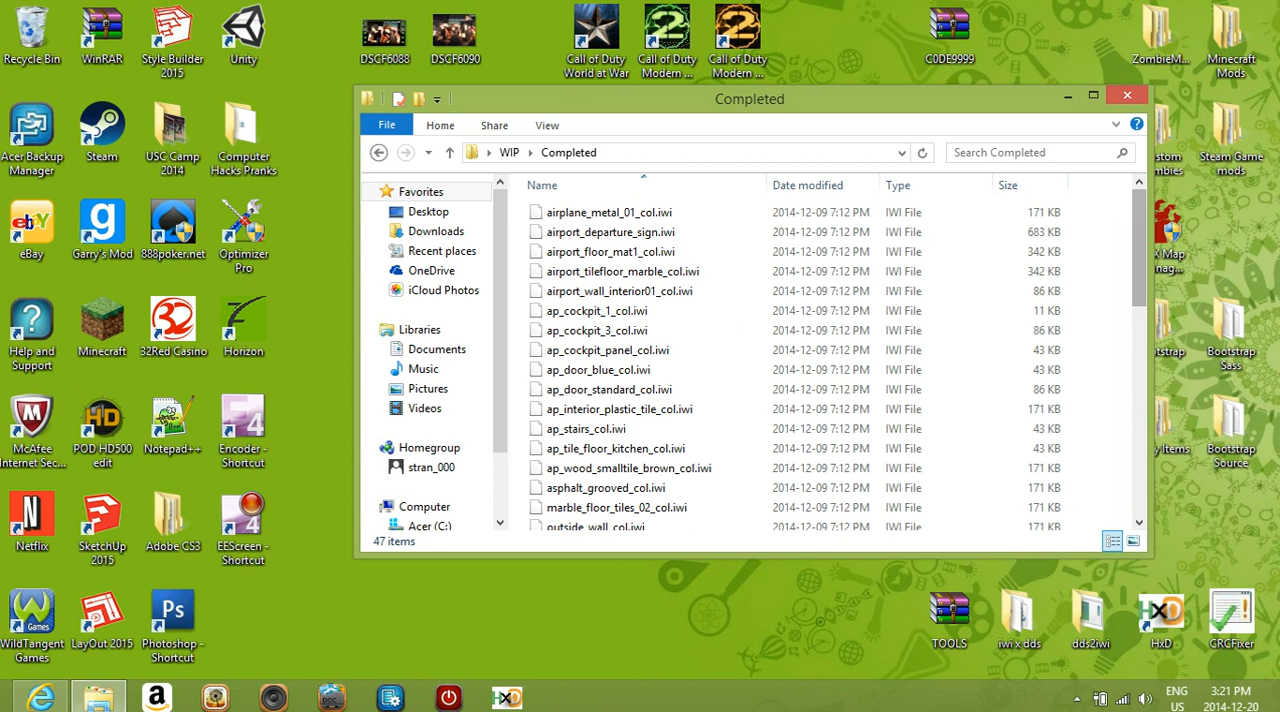 Recycle Bin
WinRAR
Style Builder
2015
Unity
DSCF6088
DSCF6090
Call of Duty
World at War
Call of Duty
Modern ...
Call of Duty
Modern ...
C0DE9999
ZombieM...
Minecraft
Mods
Acer Backup
Manager
Steam
USC Camp
2014
Computer
Hacks Pranks
Steam Game
mods
eBay
Garry's Mod
888poker.net
Optimizer
Pro
Help and
Support
Minecraft
32Red Casino
Horizon
Bootstrap
Sass
McAfee
Internet Sec...
POD HD500
edit
Notepad++
Encoder -
Shortcut
Bootstrap
Source
Netflix
SketchUp
2015
Adobe CS3
EEScreen -
Shortcut
WildTangent
Games
LayOut 2015
Photoshop -
Shortcut
TOOLS
iwi x dds
dds2iwi
HxD
CRCFixer
Completed
File Home Share View
WIP Completed
Search Completed
Name Date modified Type Size
Favorites
Desktop
Downloads
Recent places
OneDrive
iCloud Photos
Libraries
Documents
Music
Pictures
Videos
Homegroup
stran_000
Computer
Acer (C:)
airplane_metal_01_col.iwi 2014-12-09 7:12 PM IWI File 171 KB
airport_departure_sign.iwi 2014-12-09 7:12 PM IWI File 683 KB
airport_floor_mat1_col.iwi 2014-12-09 7:12 PM IWI File 342 KB
airport_tilefloor_marble_col.iwi 2014-12-09 7:12 PM IWI File 342 KB
airport_wall_interior01_col.iwi 2014-12-09 7:12 PM IWI File 86 KB
ap_cockpit_1_col.iwi 2014-12-09 7:12 PM IWI File 11 KB
ap_cockpit_3_col.iwi 2014-12-09 7:12 PM IWI File 86 KB
ap_cockpit_panel_col.iwi 2014-12-09 7:12 PM IWI File 43 KB
ap_door_blue_col.iwi 2014-12-09 7:12 PM IWI File 43 KB
ap_door_standard_col.iwi 2014-12-09 7:12 PM IWI File 86 KB
ap_interior_plastic_tile_col.iwi 2014-12-09 7:12 PM IWI File 171 KB
ap_stairs_col.iwi 2014-12-09 7:12 PM IWI File 43 KB
ap_tile_floor_kitchen_col.iwi 2014-12-09 7:12 PM IWI File 43 KB
ap_wood_smalltile_brown_col.iwi 2014-12-09 7:12 PM IWI File 171 KB
asphalt_grooved_col.iwi 2014-12-09 7:12 PM IWI File 171 KB
marble_floor_tiles_02_col.iwi 2014-12-09 7:12 PM IWI File 171 KB
outside_wall_col.iwi 2014-12-09 7:12 PM IWI File 171 KB
47 items
ENG
US
3:21 PM
2014-12-20